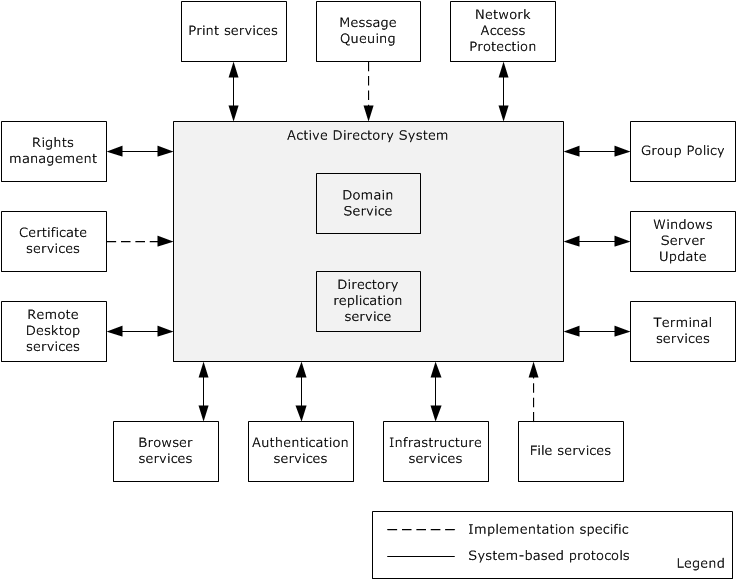 Print services
Message
Queuing
Network
Access
Protection
Active Directory System
Rights
management
Group Policy
Domain
Service
Certificate
services
Windows
Server
Update
Directory
replication
service
Remote
Desktop
services
Terminal
services
Browser
services
Authentication
services
Infrastructure
services
File services
Implementation specific
System-based protocols
Legend